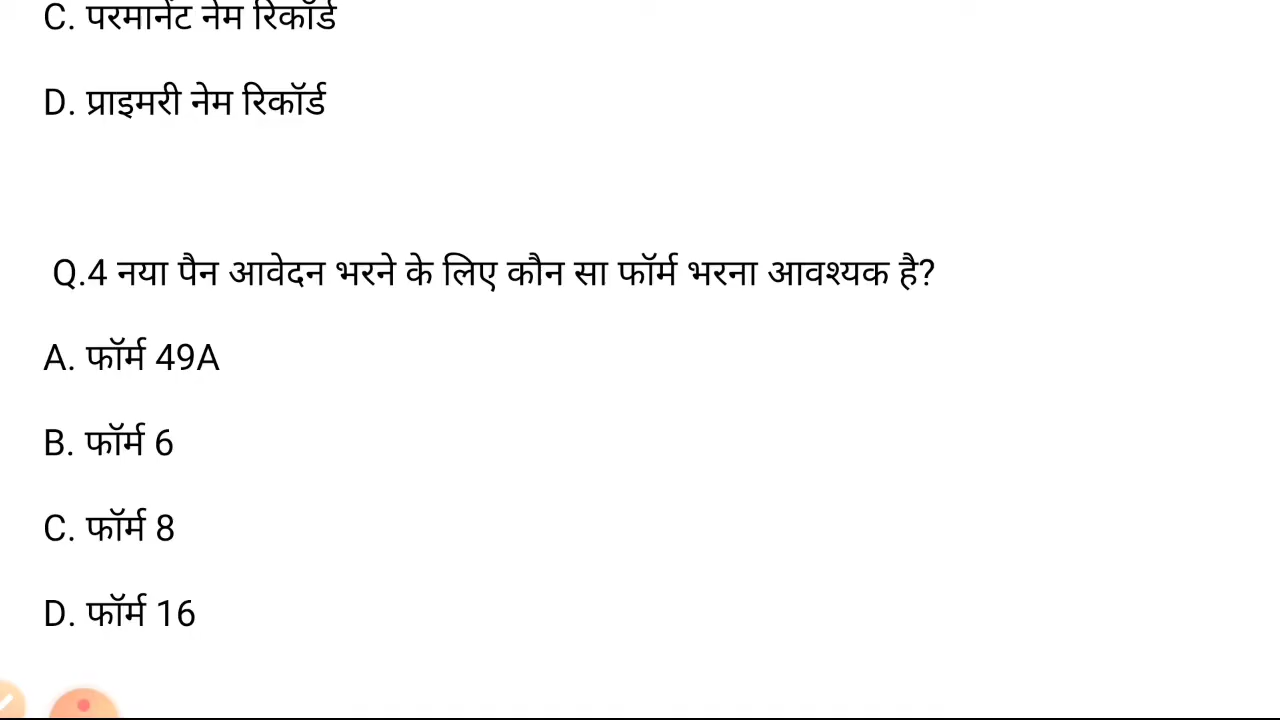 C. परमानेंट नेम रिकॉर्ड
D. प्राइमरी नेम रिकॉर्ड
Q.4 नया पैन आवेदन भरने के लिए कौन सा फॉर्म भरना आवश्यक है?
A. फॉर्म 49A
B. फॉर्म 6
C. फॉर्म 8
D. फॉर्म 16